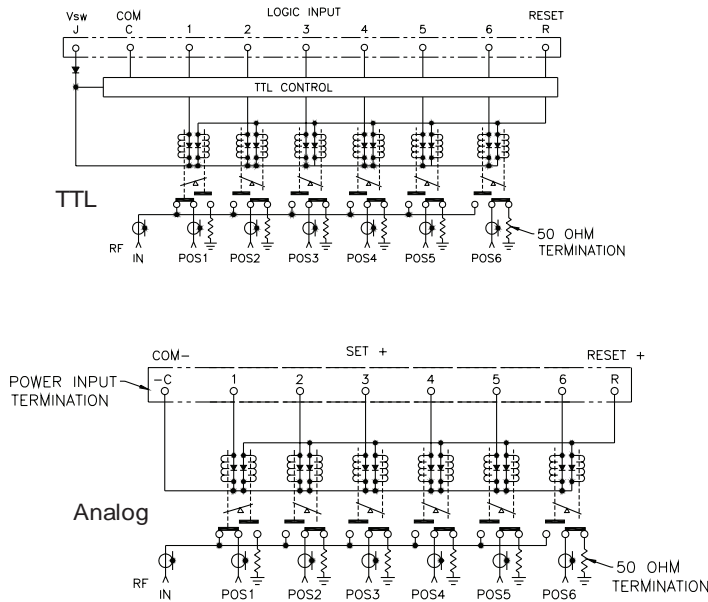 Vsw COM LOGIC INPUT RESET
J C 1 2 3 4 5 6 R
TTL CONTROL
TTL
50 OHM
TERMINATION
RF
IN POS1 POS2 POS3 POS4 POS5 POS6
COM- SET + RESET +
POWER INPUT
TERMINATION
-C 1 2 3 4 5 6 R
Analog
50 OHM
TERMINATION
RF
IN POS1 POS2 POS3 POS4 POS5 POS6